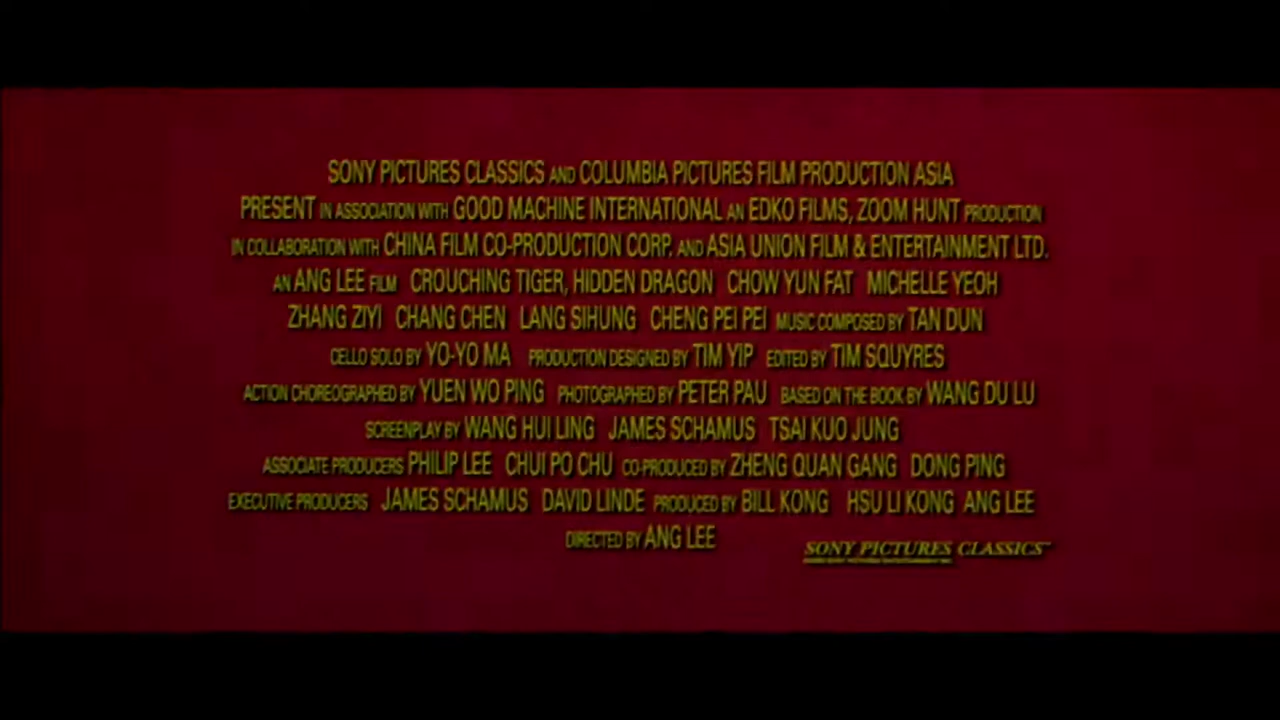 SONY PICTURES CLASSICS AND COLUMBIA PICTURES FILM PRODUCTION ASIA
PRESENT IN ASSOCIATION WITH GOOD MACHINE INTERNATIONAL AN EDKO FILMS, ZOOM HUNT PRODUCTION
IN COLLABORATION WITH CHINA FILM CO-PRODUCTION CORP. AND ASIA UNION FILM & ENTERTAINMENT LTD.
AN ANG LEE FILM CROUCHING TIGER, HIDDEN DRAGON CHOW YUN FAT MICHELLE YEOH
ZHANG ZIYI CHANG CHEN LANG SIHUNG CHENG PEI PEI MUSIC COMPOSED BY TAN DUN
CELLO SOLO BY YO-YO MA PRODUCTION DESIGNED BY TIM YIP EDITED BY TIM SQUYRES
ACTION CHOREOGRAPHED BY YUEN WO PING PHOTOGRAPHED BY PETER PAU BASED ON THE BOOK BY WANG DU LU
SCREENPLAY BY WANG HUI LING JAMES SCHAMUS TSAI KUO JUNG
ASSOCIATE PRODUCERS PHILIP LEE CHUI PO CHU CO-PRODUCED BY ZHENG QUAN GANG DONG PING
EXECUTIVE PRODUCERS JAMES SCHAMUS DAVID LINDE PRODUCED BY BILL KONG HSU LI KONG ANG LEE
DIRECTED BY ANG LEE
SONY PICTURES CLASSICS™